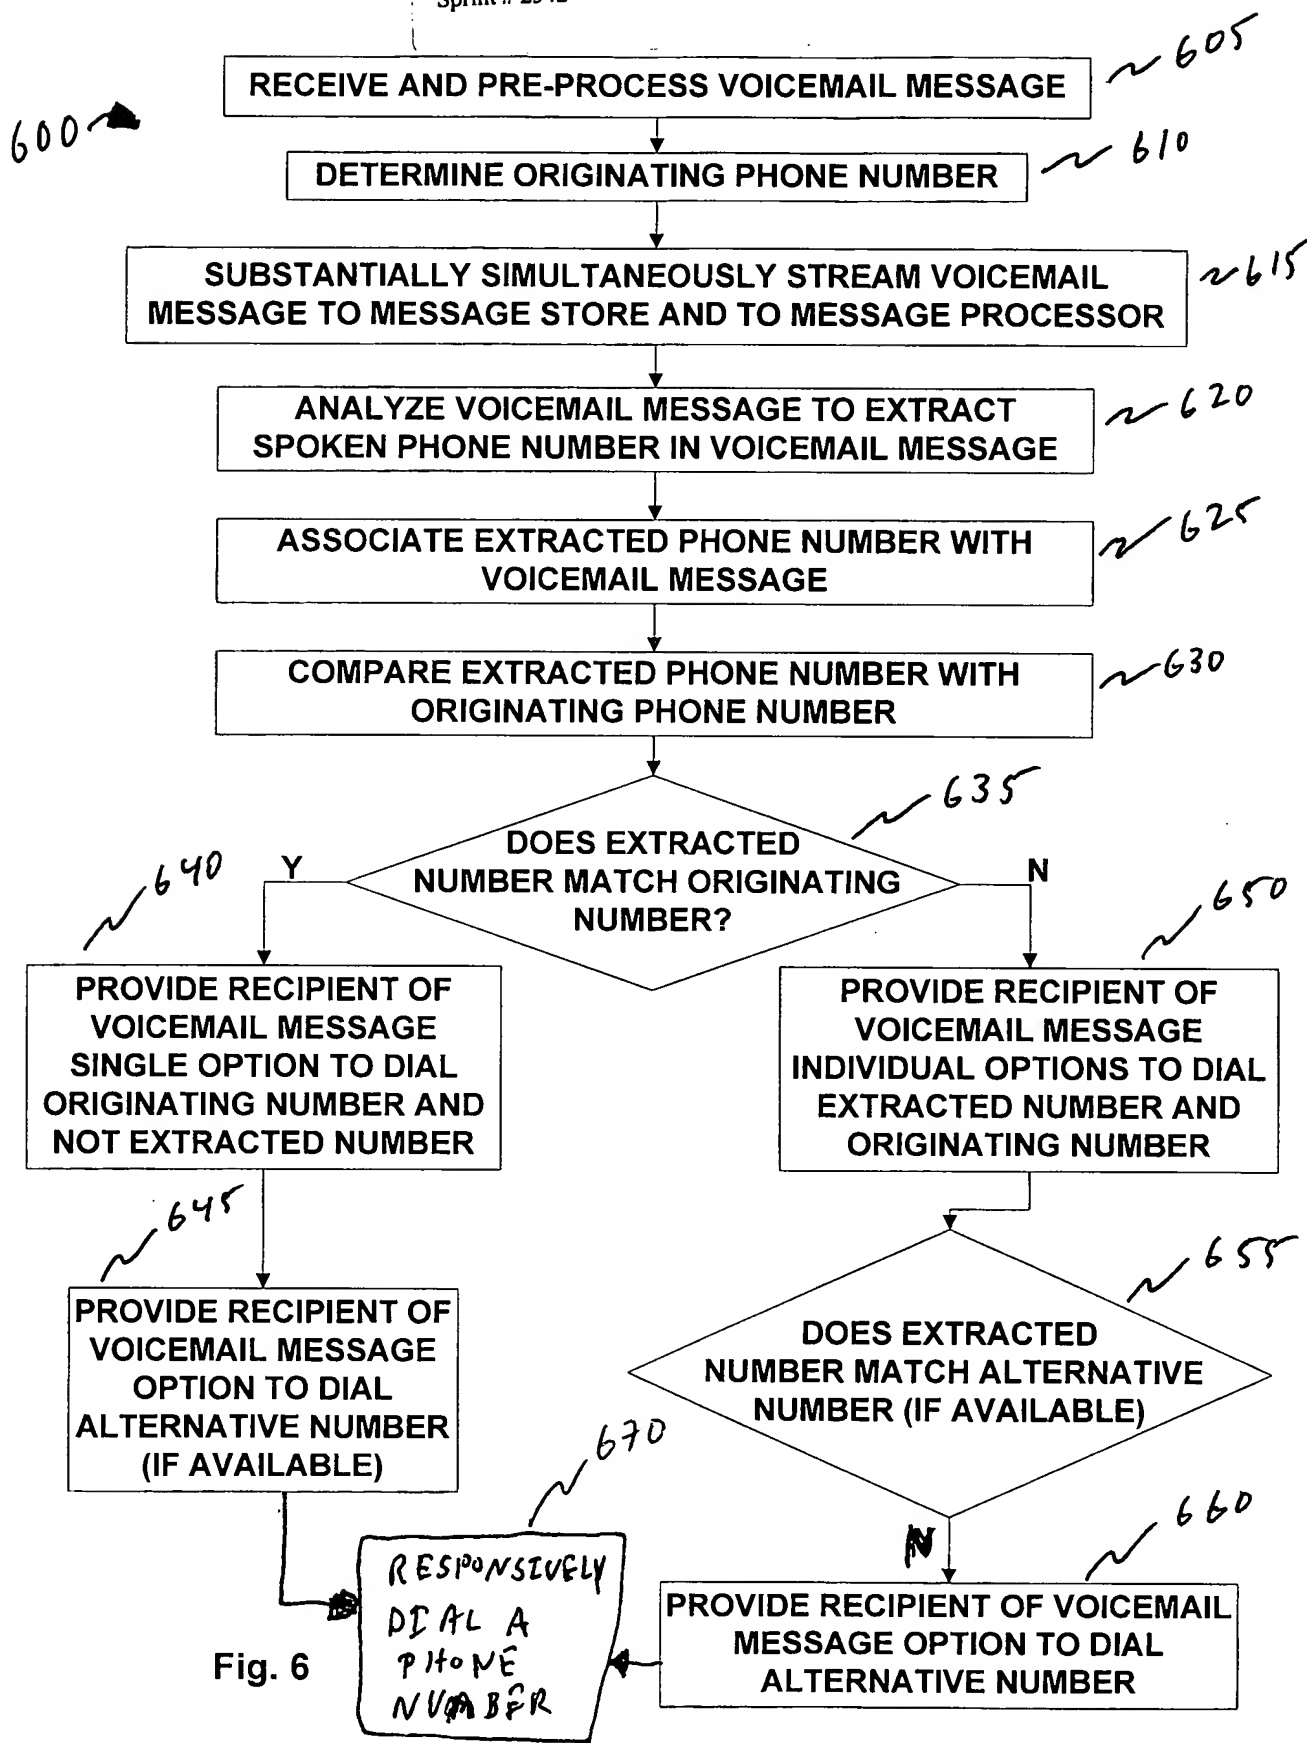 605
RECEIVE AND PRE-PROCESS VOICEMAIL MESSAGE
600
610
DETERMINE ORIGINATING PHONE NUMBER
615
SUBSTANTIALLY SIMULTANEOUSLY STREAM VOICEMAIL
MESSAGE TO MESSAGE STORE AND TO MESSAGE PROCESSOR
620
ANALYZE VOICEMAIL MESSAGE TO EXTRACT
SPOKEN PHONE NUMBER IN VOICEMAIL MESSAGE
625
ASSOCIATE EXTRACTED PHONE NUMBER WITH
VOICEMAIL MESSAGE
630
COMPARE EXTRACTED PHONE NUMBER WITH
ORIGINATING PHONE NUMBER
635
DOES EXTRACTED
NUMBER MATCH ORIGINATING
NUMBER?
Y
N
640
PROVIDE RECIPIENT OF
VOICEMAIL MESSAGE
SINGLE OPTION TO DIAL
ORIGINATING NUMBER AND
NOT EXTRACTED NUMBER
650
PROVIDE RECIPIENT OF
VOICEMAIL MESSAGE
INDIVIDUAL OPTIONS TO DIAL
EXTRACTED NUMBER AND
ORIGINATING NUMBER
645
PROVIDE RECIPIENT OF
VOICEMAIL MESSAGE
OPTION TO DIAL
ALTERNATIVE NUMBER
(IF AVAILABLE)
655
DOES EXTRACTED
NUMBER MATCH ALTERNATIVE
NUMBER (IF AVAILABLE)
N
670
RESPONSIVELY
DIAL A
PHONE
NUMBER
660
PROVIDE RECIPIENT OF VOICEMAIL
MESSAGE OPTION TO DIAL
ALTERNATIVE NUMBER
Fig. 6